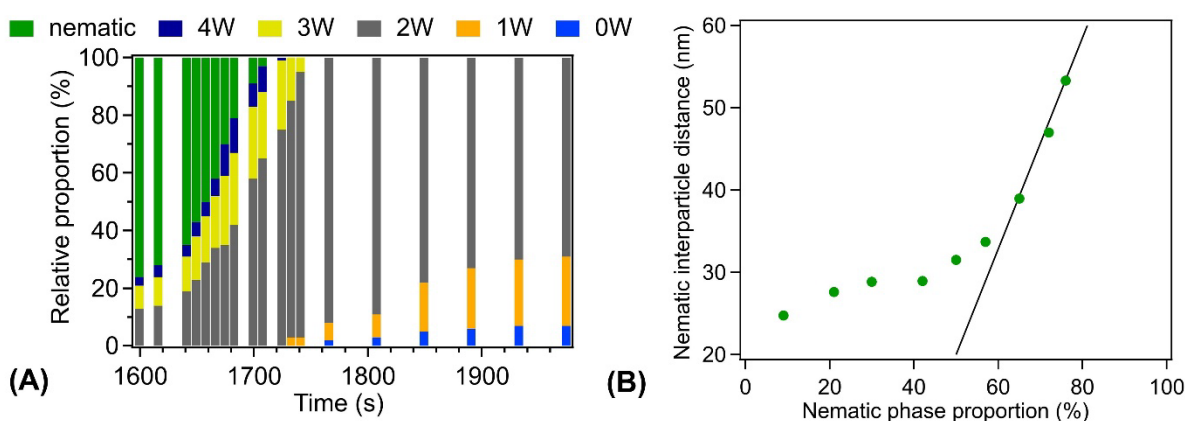 nematic 4W 3W 2W 1W 0W
100
80
60
40
20
0
Relative proportion (%)
1600 1700 1800 1900
Time (s)
(A)
60
50
40
30
20
Nematic interparticle distance (nm)
0 20 40 60 80 100
Nematic phase proportion (%)
(B)